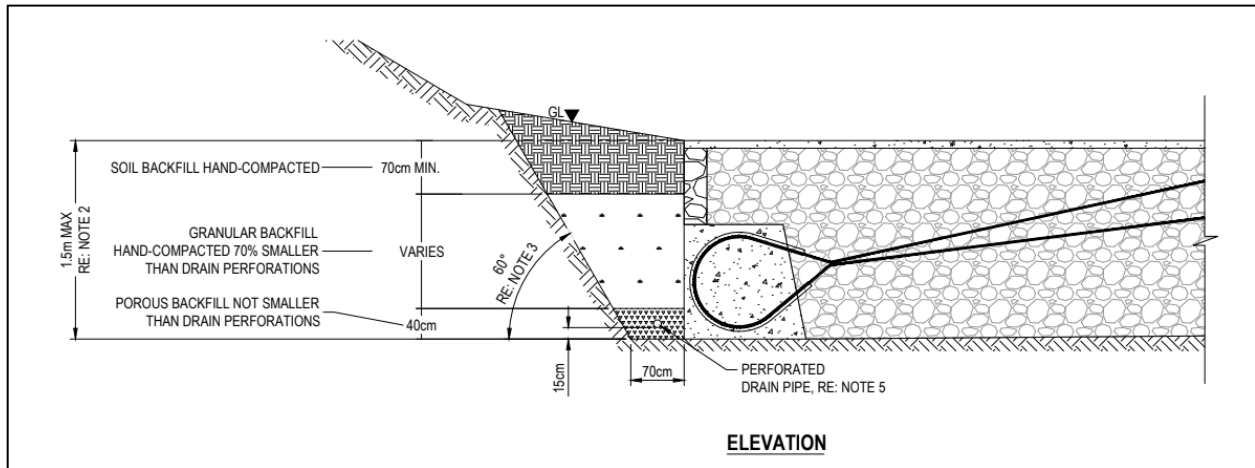 GL
SOIL BACKFILL HAND-COMPACTED
70cm MIN.
1.5m MAX
RE: NOTE 2
GRANULAR BACKFILL
HAND-COMPACTED 70% SMALLER
THAN DRAIN PERFORATIONS
VARIES
60°
RE: NOTE 3
POROUS BACKFILL NOT SMALLER
THAN DRAIN PERFORATIONS
40cm
15cm
70cm
PERFORATED
DRAIN PIPE, RE: NOTE 5
ELEVATION